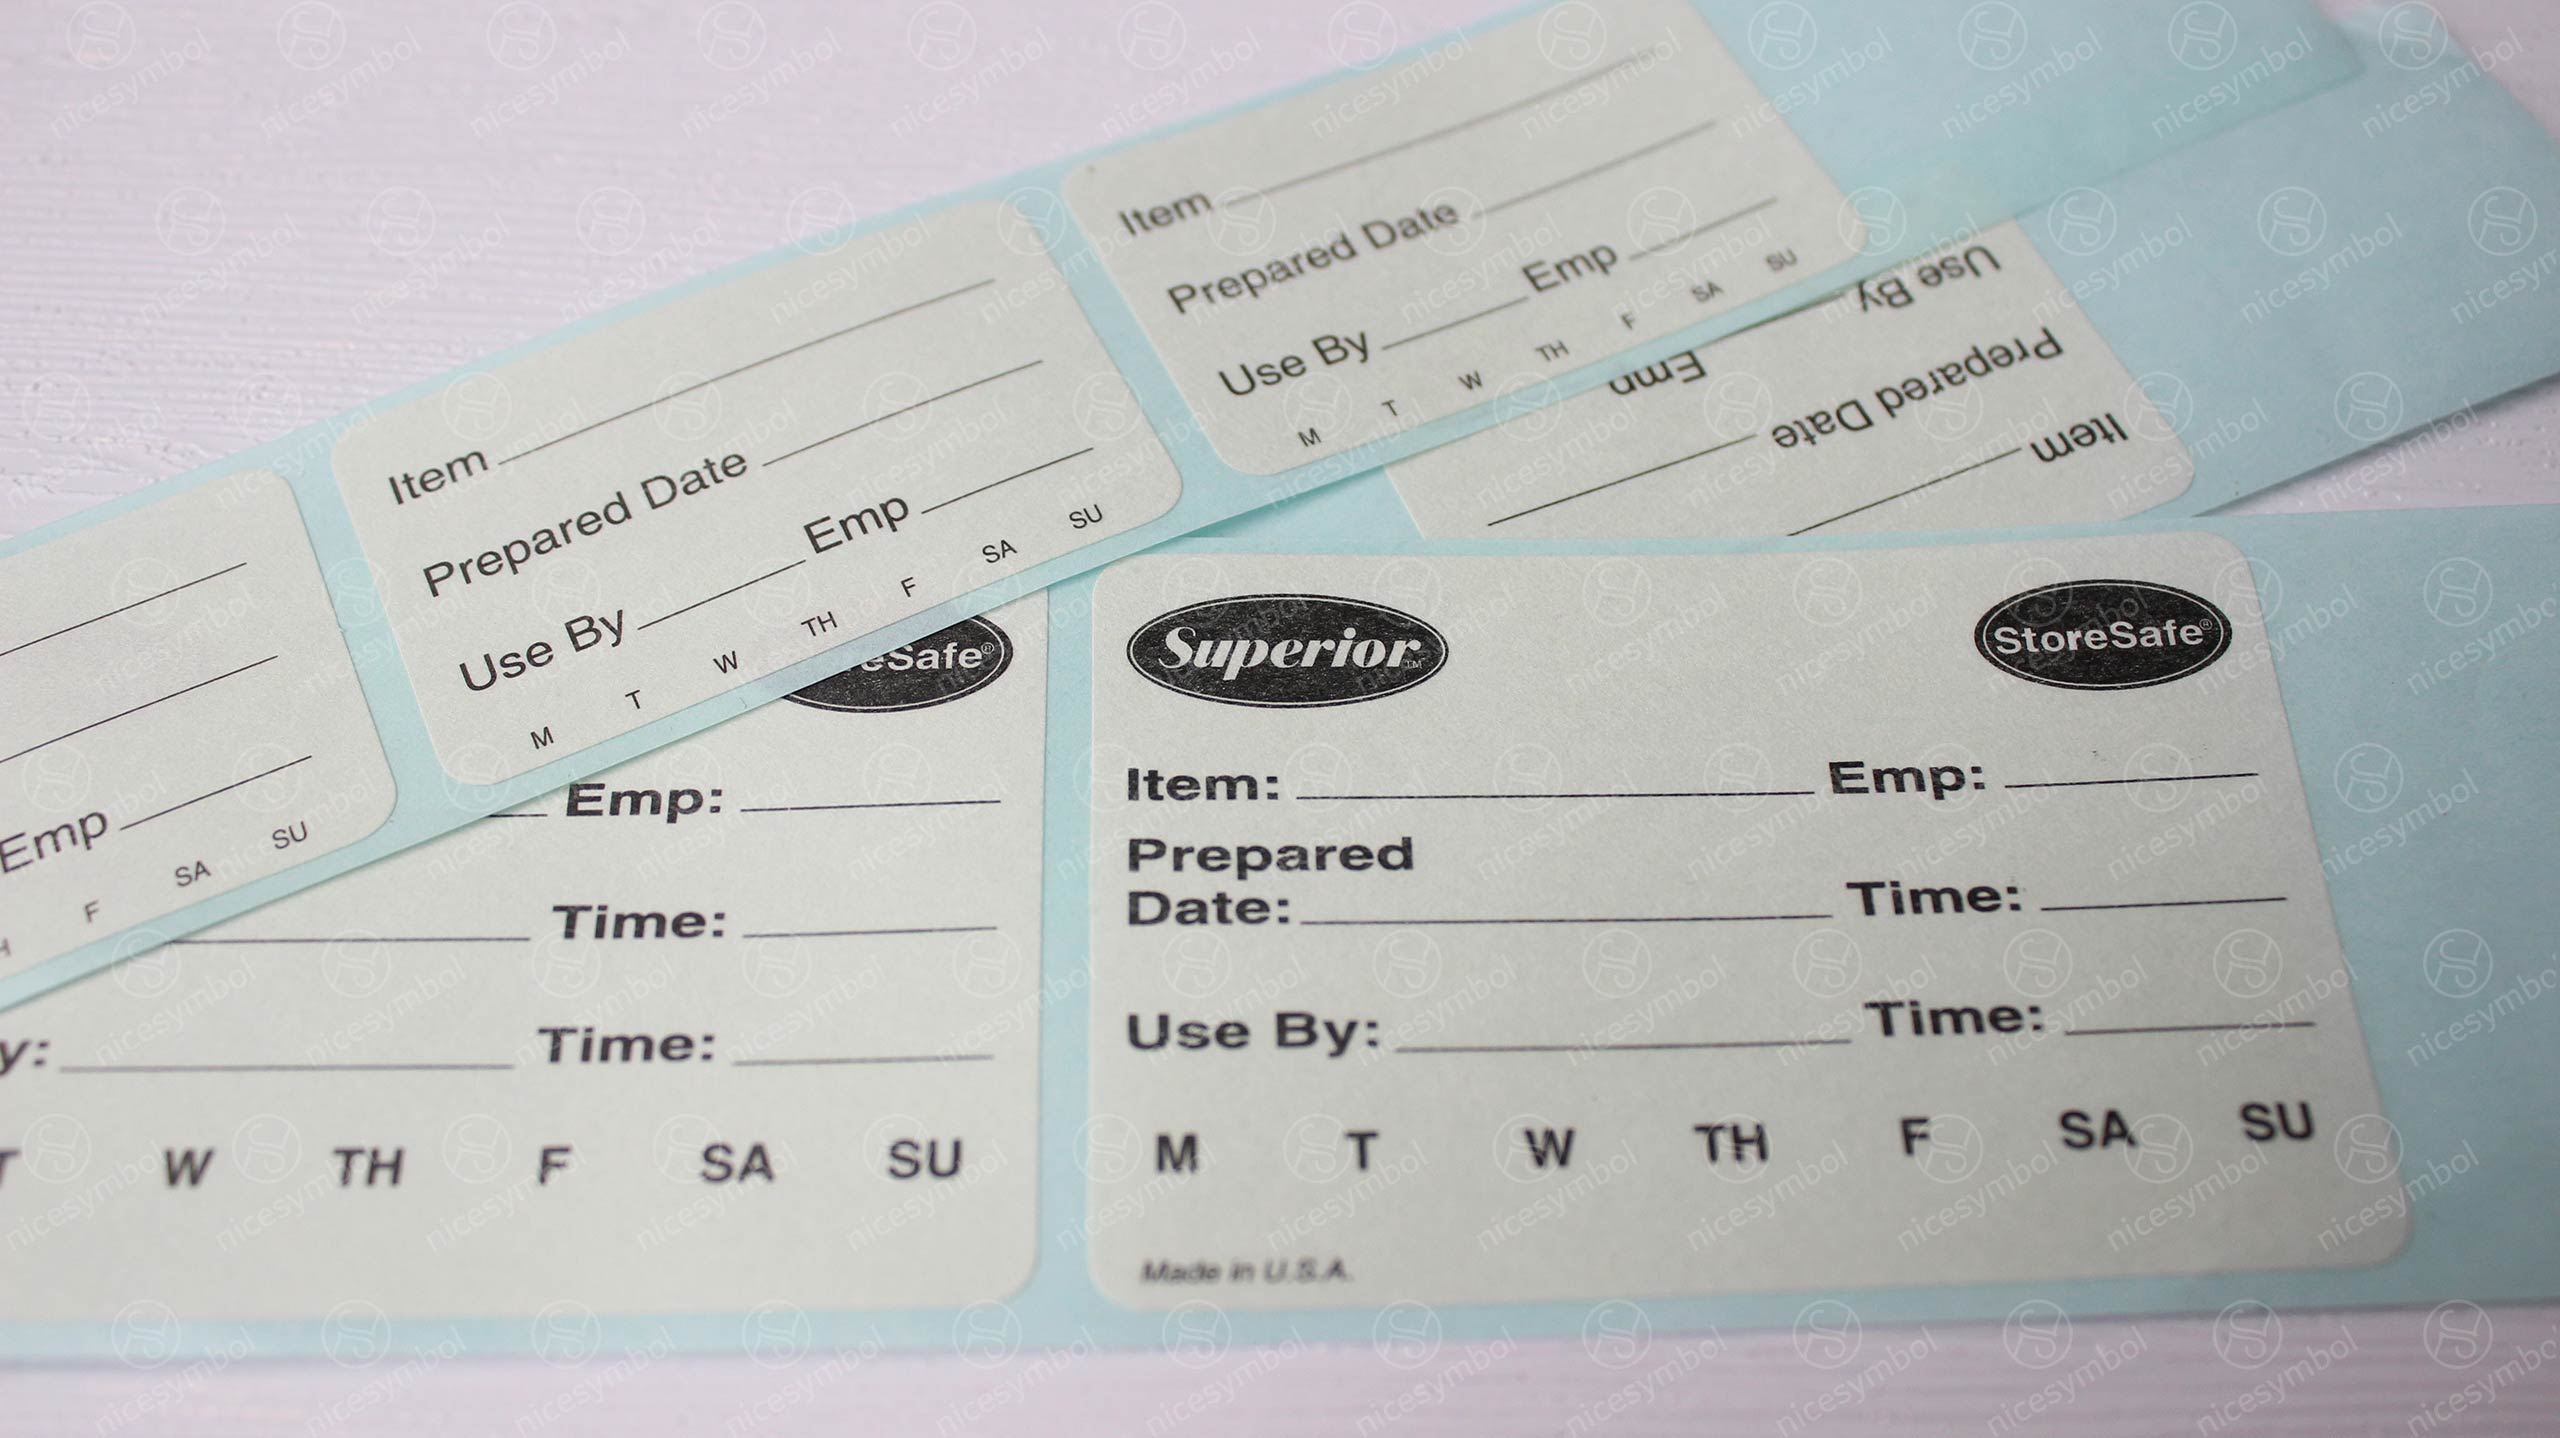 Item
Prepared Date
Use By Emp
M T W TH F SA SU
Item
Prepared Date
Use By Emp
M T W TH F SA SU
Emp
F SA SU
Use By
Emp
Prepared Date
Item
Superior™ StoreSafe®
Item: Emp:
Prepared
Date: Time:
Use By: Time:
M T W TH F SA SU
Made in U.S.A.
eSafe®
Emp:
Time:
y: Time:
T W TH F SA SU
nicesymbol